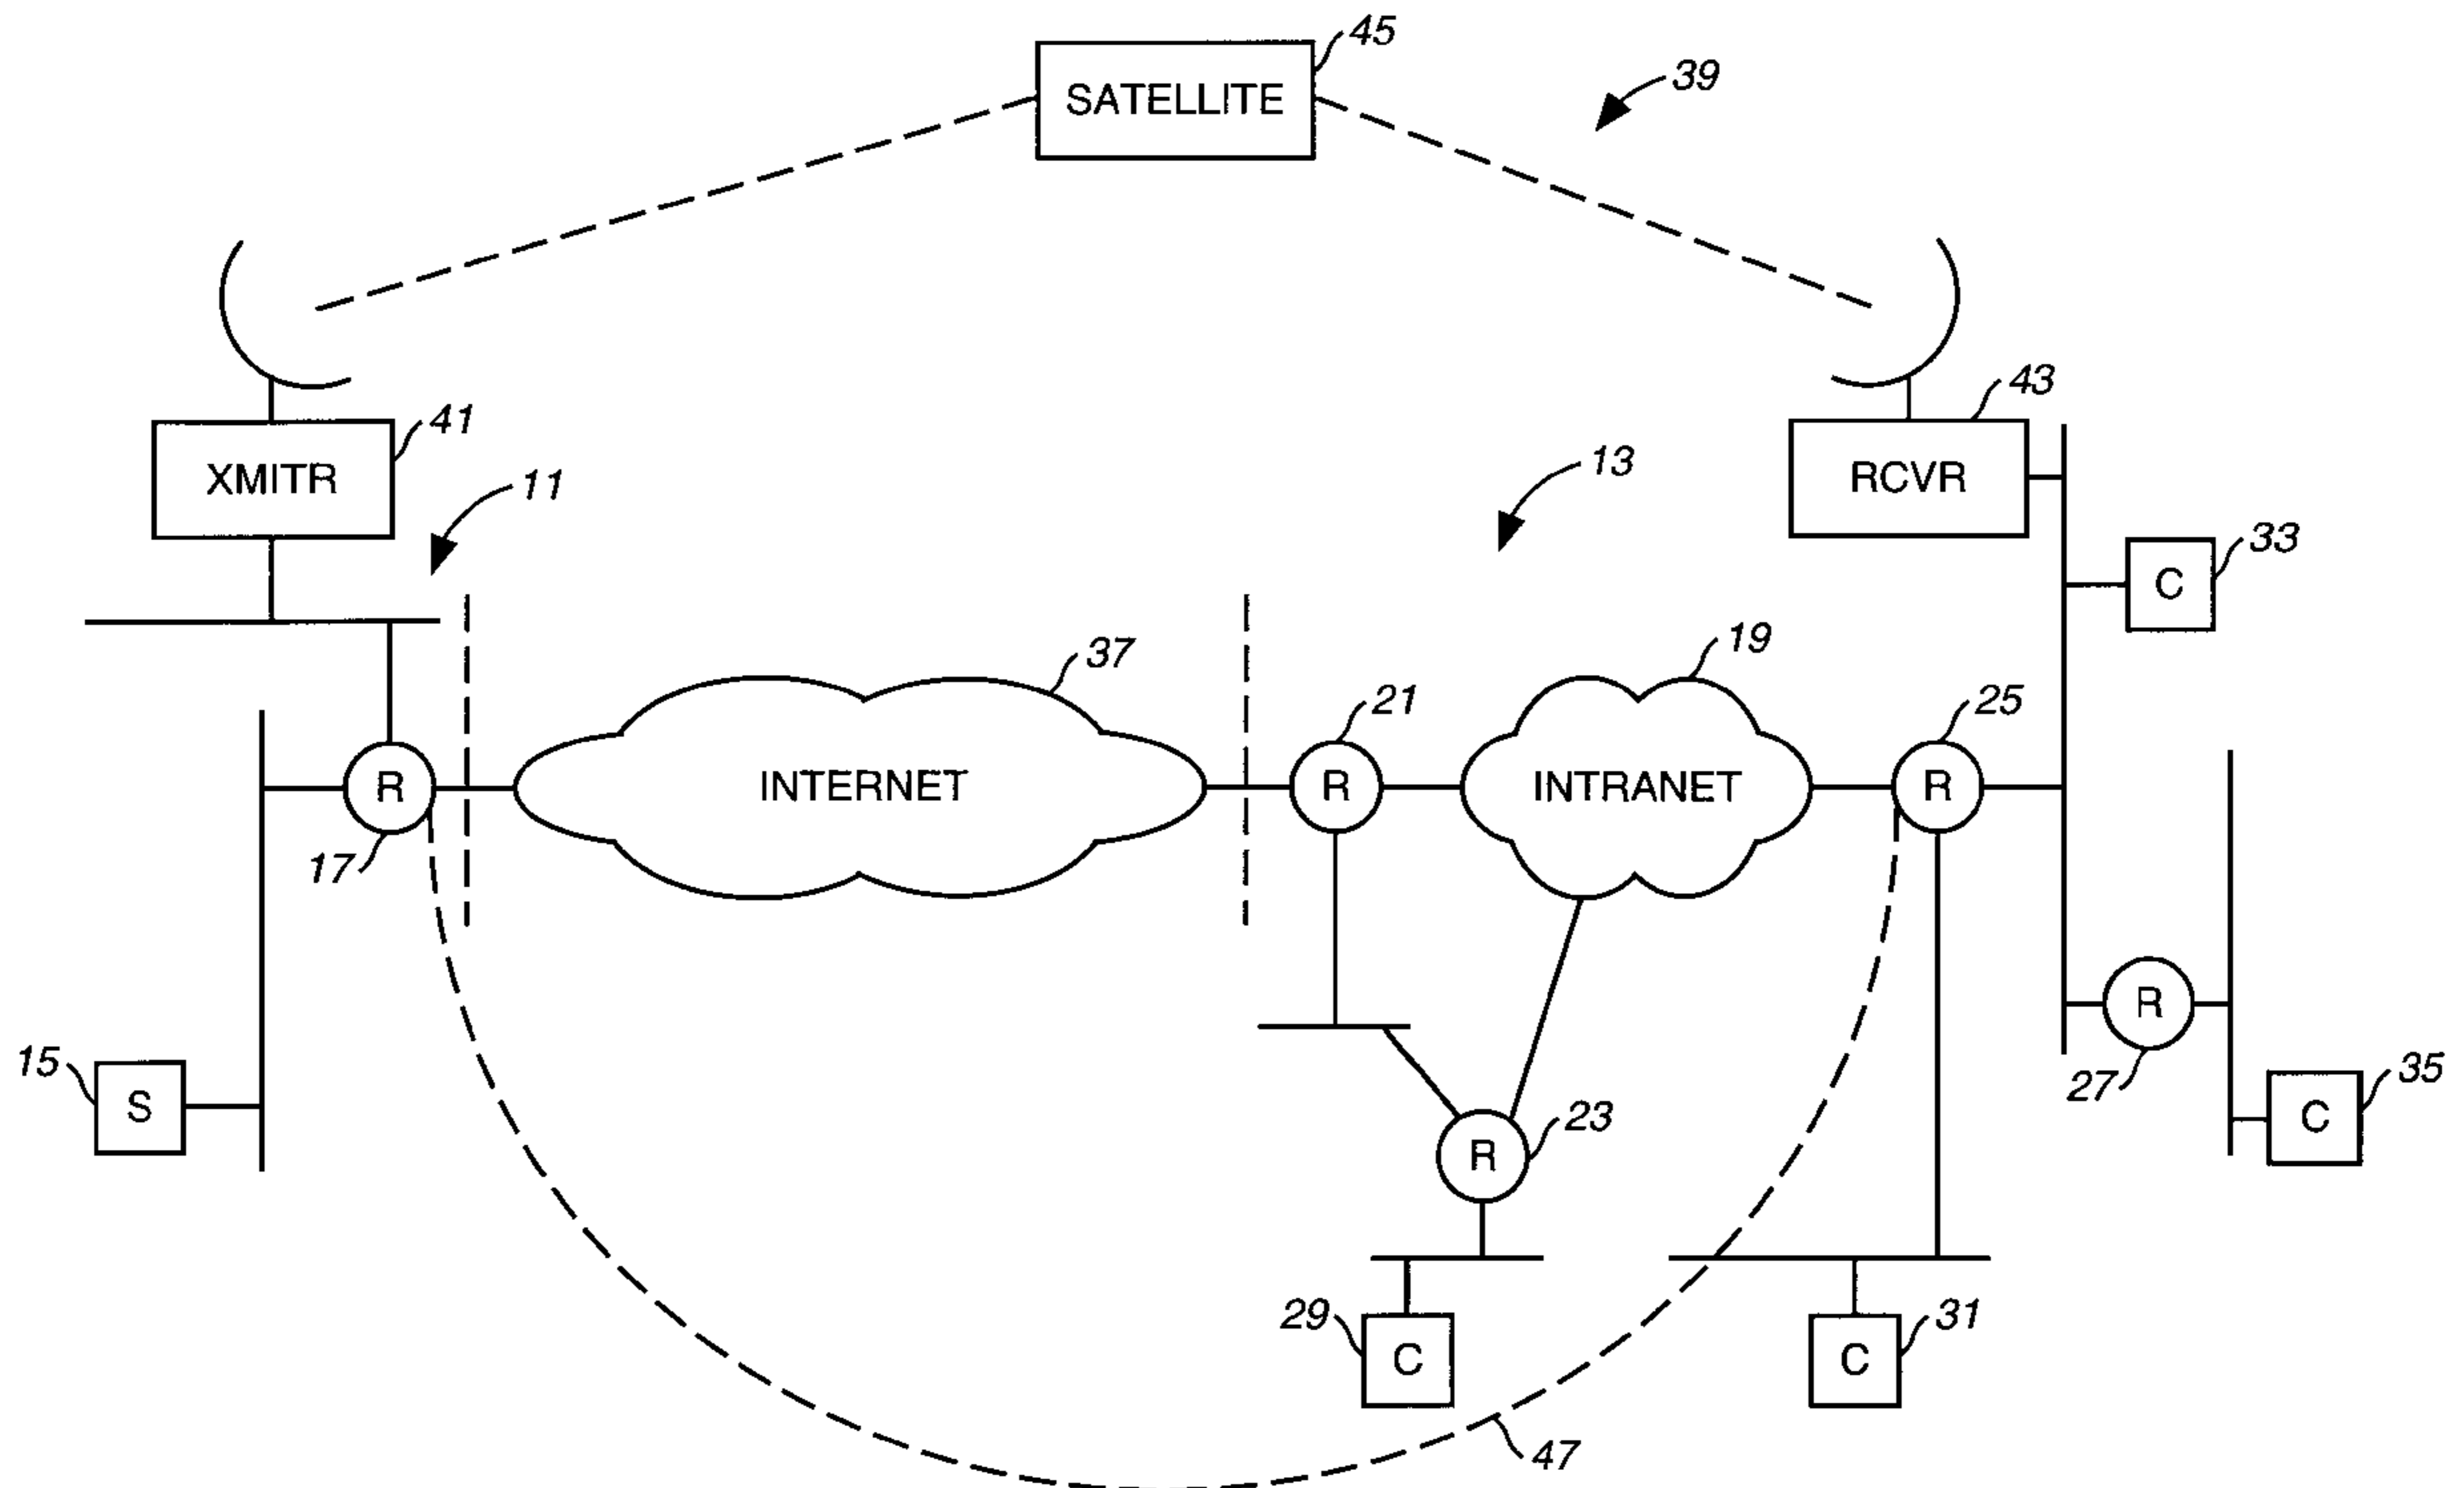 45
SATELLITE
39
41
XMITR
11
13
43
RCVR
33
C
37
19
21
25
R
INTERNET
R
INTRANET
R
17
R
27
15
S
23
R
35
C
29
C
31
C
47